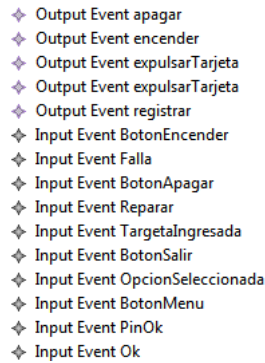 Output Event apagar
Output Event encender
Output Event expulsarTarjeta
Output Event expulsarTarjeta
Output Event registrar
Input Event BotonEncender
Input Event Falla
Input Event BotonApagar
Input Event Reparar
Input Event TargetaIngresada
Input Event BotonSalir
Input Event OpcionSeleccionada
Input Event BotonMenu
Input Event PinOk
Input Event Ok